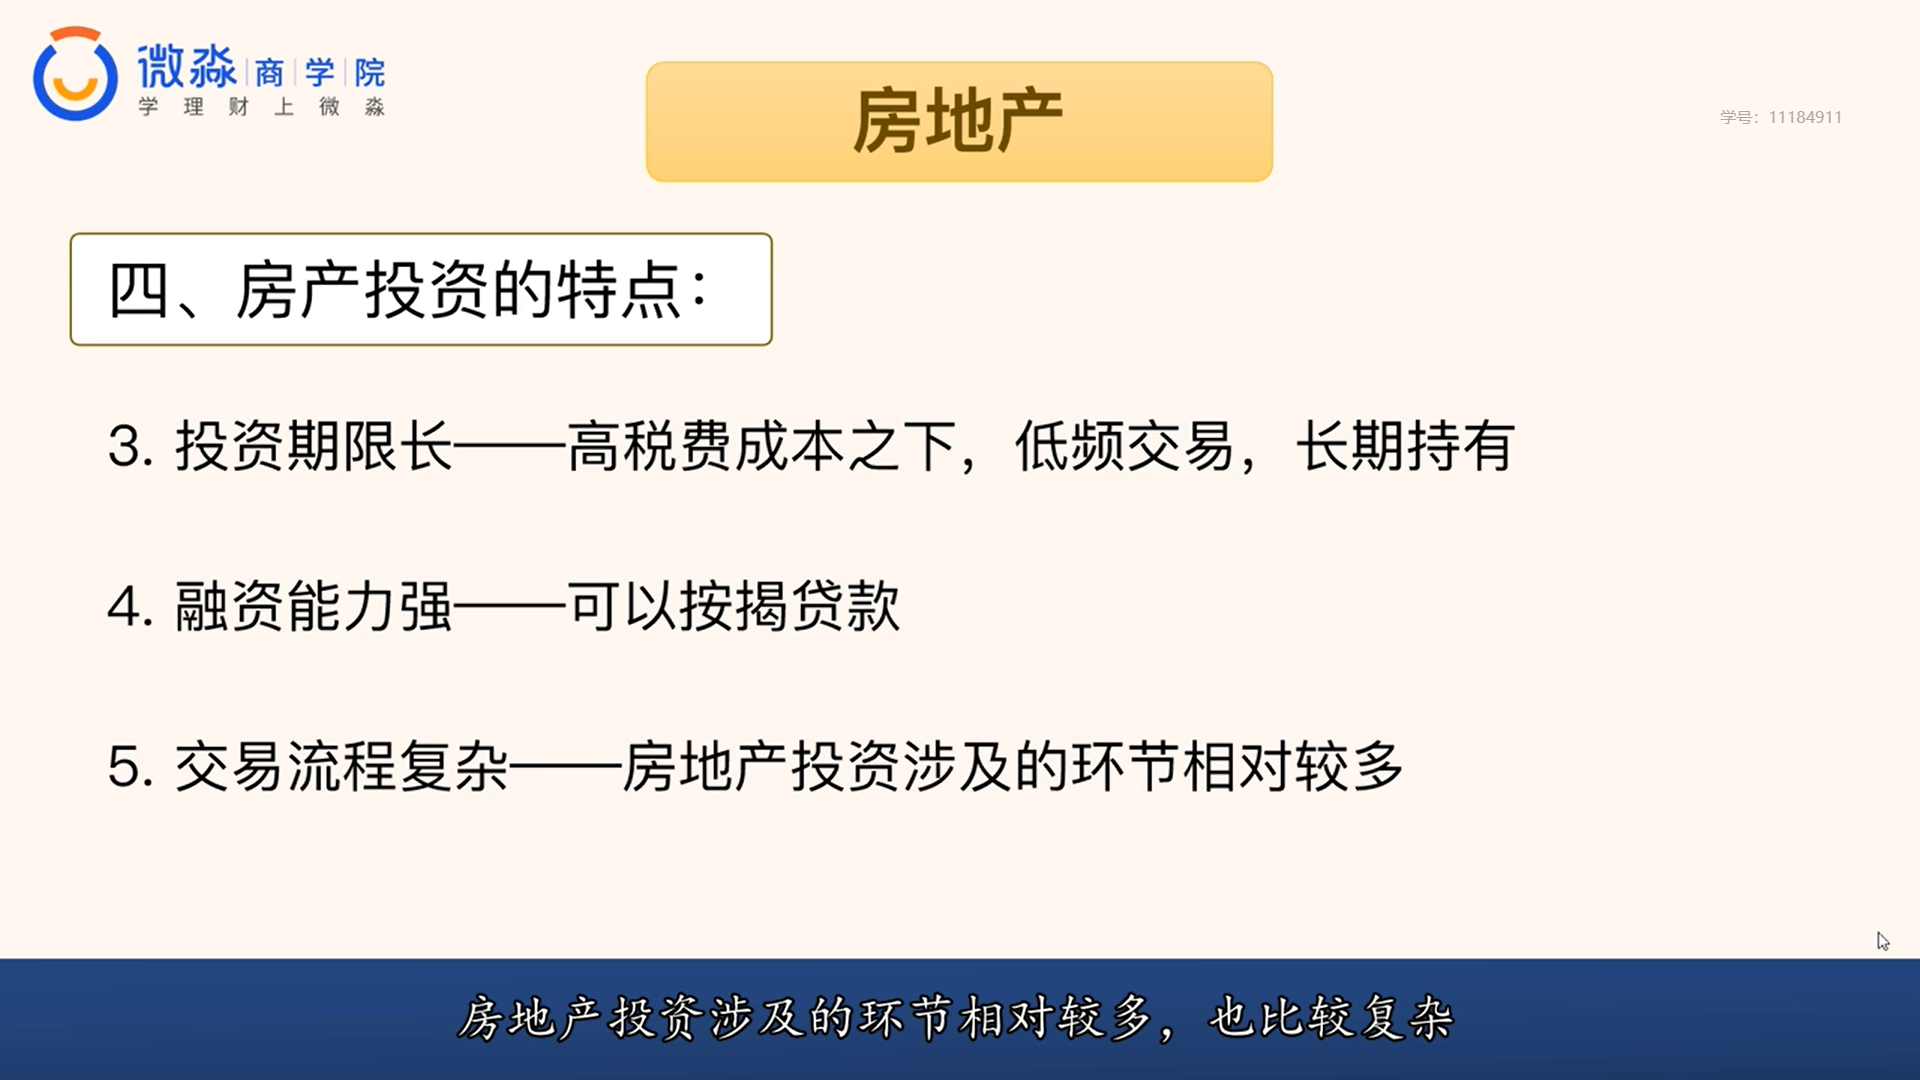 微淼商学院
学理财上微淼
房地产
学号：11184911
四、房产投资的特点：
3. 投资期限长——高税费成本之下，低频交易，长期持有
4. 融资能力强——可以按揭贷款
5. 交易流程复杂——房地产投资涉及的环节相对较多
房地产投资涉及的环节相对较多，也比较复杂